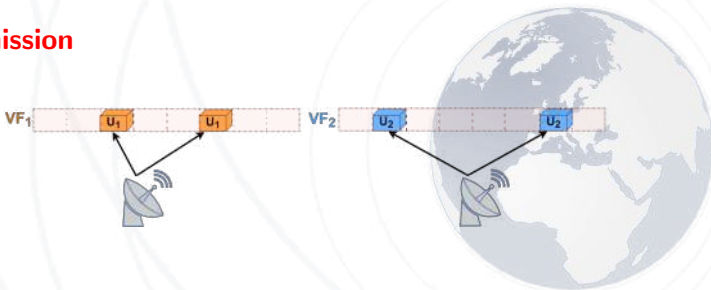 ission
VF₁ U₁ U₁ VF₂ U₂ U₂